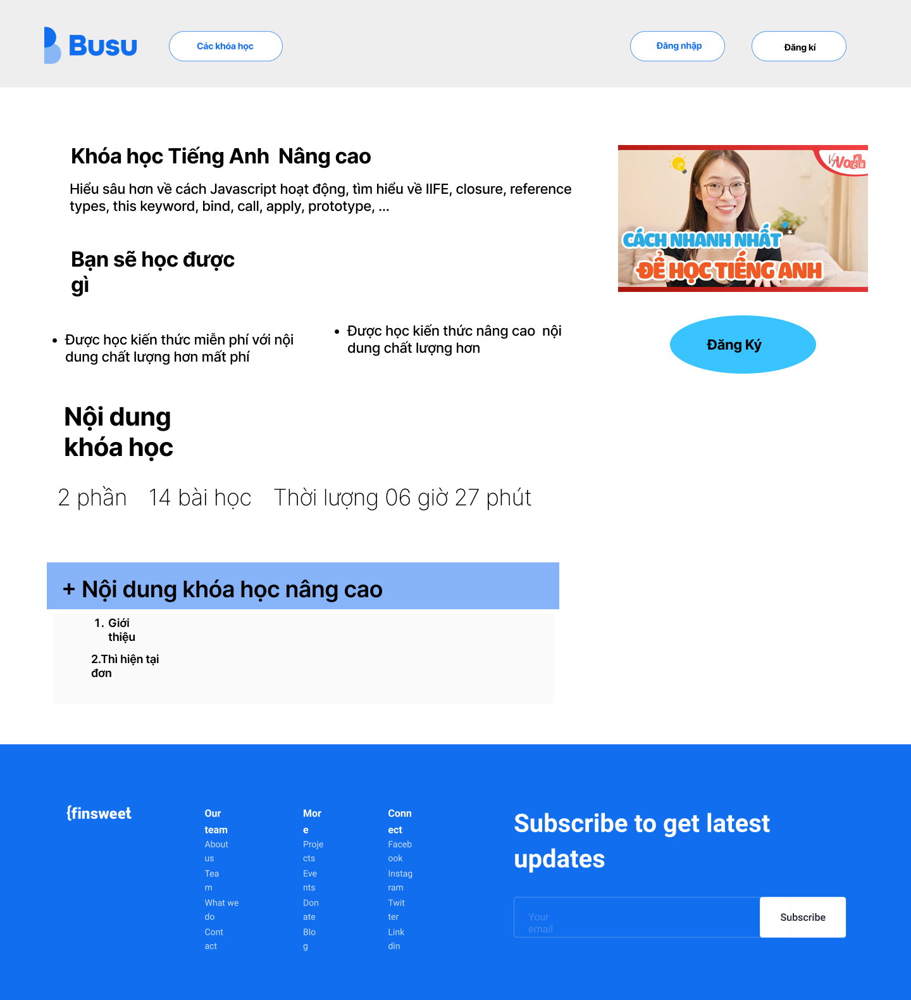 Busu
Các khóa học
Đăng nhập
Đăng kí
Khóa học Tiếng Anh  Nâng cao
Hiểu sâu hơn về cách Javascript hoạt động, tìm hiểu về IIFE, closure, reference
types, this keyword, bind, call, apply, prototype, ...
VyVocab
CÁCH NHANH NHẤT
ĐỂ HỌC TIẾNG ANH
Bạn sẽ học được
gì
• Được học kiến thức miễn phí với nội
dung chất lượng hơn mất phí
• Được học kiến thức nâng cao  nội
dung chất lượng hơn
Đăng Ký
Nội dung
khóa học
2 phần 14 bài học Thời lượng 06 giờ 27 phút
+ Nội dung khóa học nâng cao
1. Giới
thiệu
2.Thì hiện tại
đơn
{finsweet
Our
team
About
us
Tea
m
What we
do
Cont
act
Mor
e
Proje
cts
Eve
nts
Don
ate
Blo
g
Conn
ect
Faceb
ook
Instag
ram
Twit
ter
Link
din
Subscribe to get latest
updates
Your
email
Subscribe